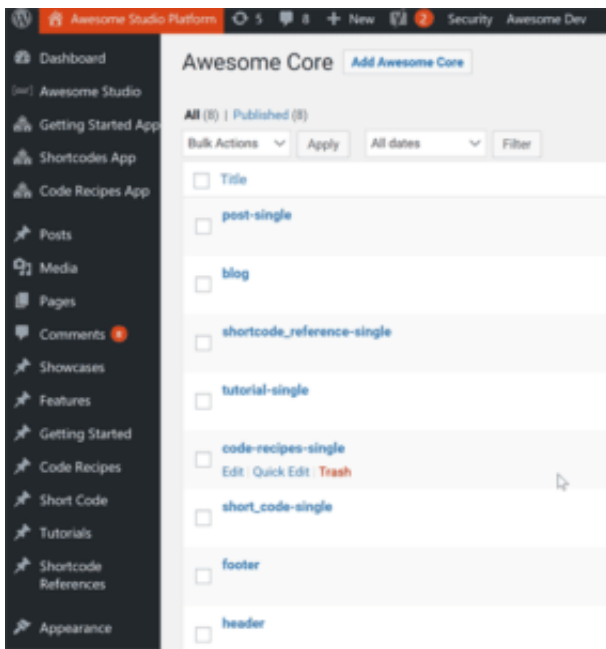 Awesome Studio Platform 5 8 New 2 Security Awesome Dev
Dashboard
Awesome Studio
Getting Started App
Shortcodes App
Code Recipes App
Posts
Media
Pages
Comments 8
Showcases
Features
Getting Started
Code Recipes
Short Code
Tutorials
Shortcode
References
Appearance
Awesome Core Add Awesome Core
All (8) | Published (8)
Bulk Actions Apply All dates Filter
Title
post-single
blog
shortcode_reference-single
tutorial-single
code-recipes-single
Edit | Quick Edit | Trash
short_code-single
footer
header